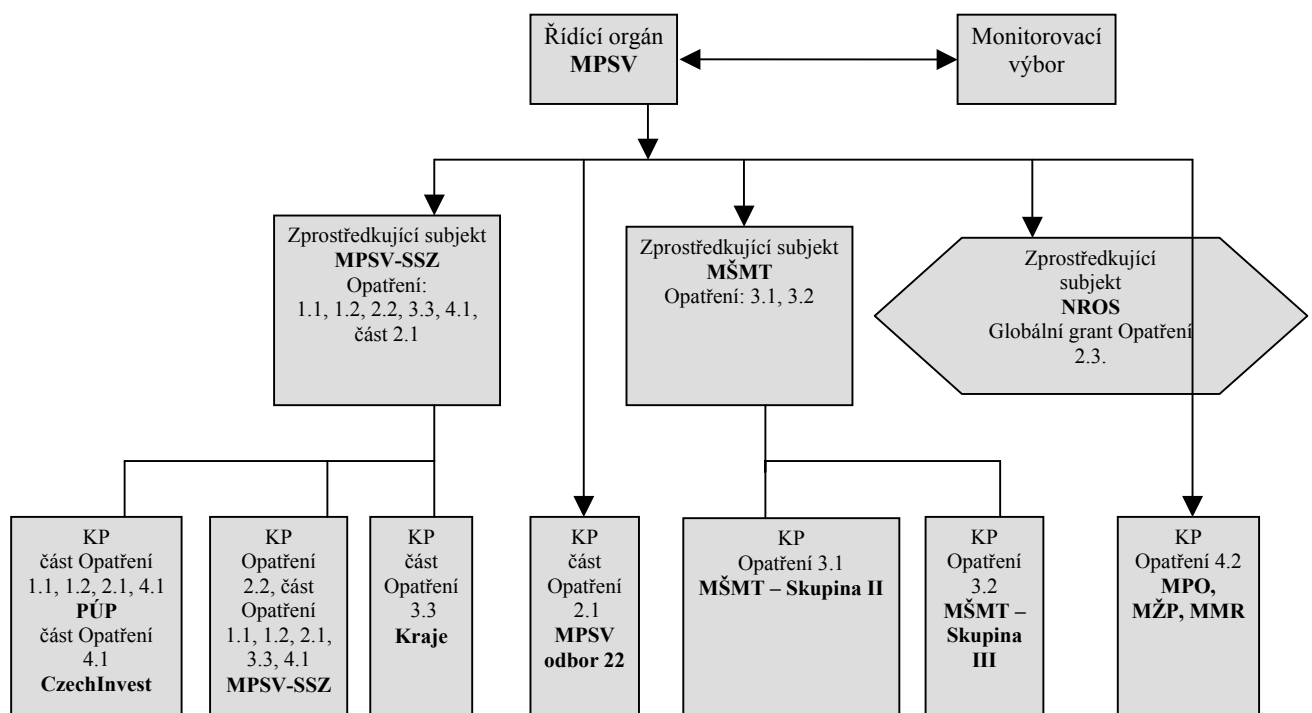 Řídící orgán
MPSV
Monitorovací
výbor
Zprostředkující subjekt
MPSV-SSZ
Opatření:
1.1, 1.2, 2.2, 3.3, 4.1,
část 2.1
Zprostředkující subjekt
MŠMT
Opatření: 3.1, 3.2
Zprostředkující
subjekt
NROS
Globální grant Opatření
2.3.
KP
část Opatření
1.1, 1.2, 2.1, 4.1
PÚP
část Opatření
4.1
CzechInvest
KP
Opatření
2.2, část
Opatření
1.1, 1.2, 2.1,
3.3, 4.1
MPSV-SSZ
KP
část
Opatření
3.3
Kraje
KP
část
Opatření
2.1
MPSV
odbor 22
KP
Opatření 3.1
MŠMT – Skupina II
KP
Opatření
3.2
MŠMT –
Skupina
III
KP
Opatření 4.2
MPO,
MŽP, MMR